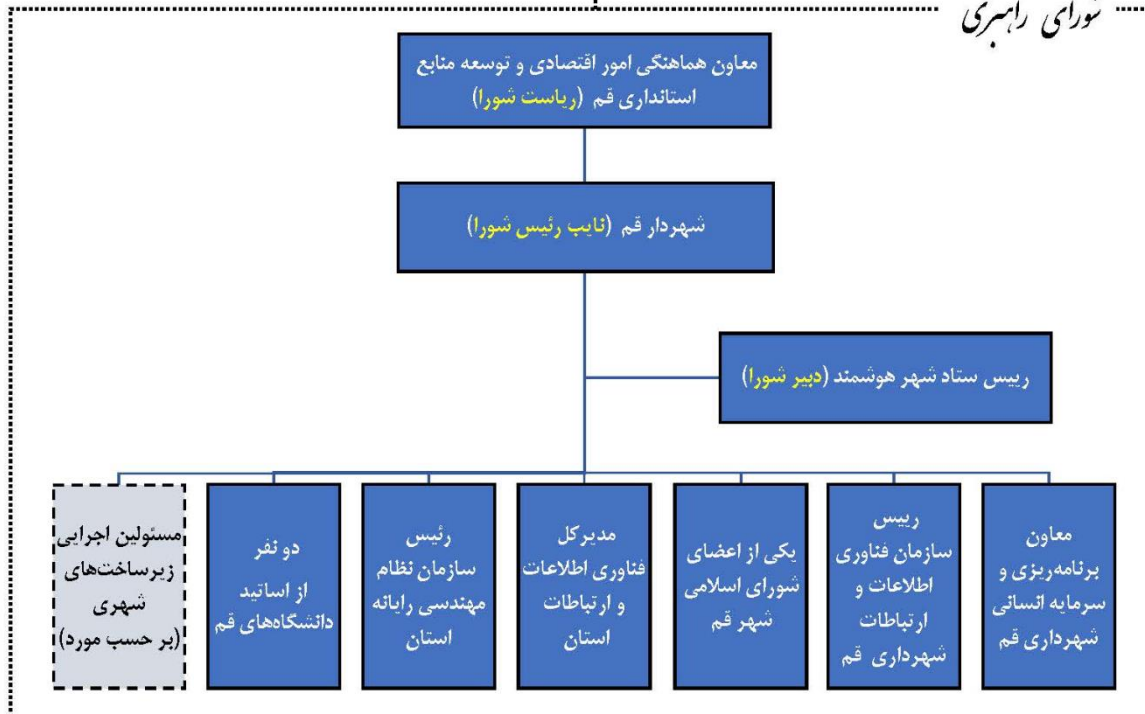 شورای راهبری
معاون هماهنگی امور اقتصادی و توسعه منابع
استانداری قم (ریاست شورا)
شهردار قم (نایب رئیس شورا)
رییس ستاد شهر هوشمند (دبیر شورا)
معاون
برنامه‌ریزی و
سرمایه انسانی
شهرداری قم
رییس
سازمان فناوری
اطلاعات و
ارتباطات
شهرداری قم
یکی از اعضای
شورای اسلامی
شهر قم
مدیرکل
فناوری اطلاعات
و ارتباطات
استان
رئیس
سازمان نظام
مهندسی رایانه
استان
دو نفر
از اساتید
دانشگاه‌های قم
مسئولین اجرایی
زیرساخت‌های
شهری
(بر حسب مورد)